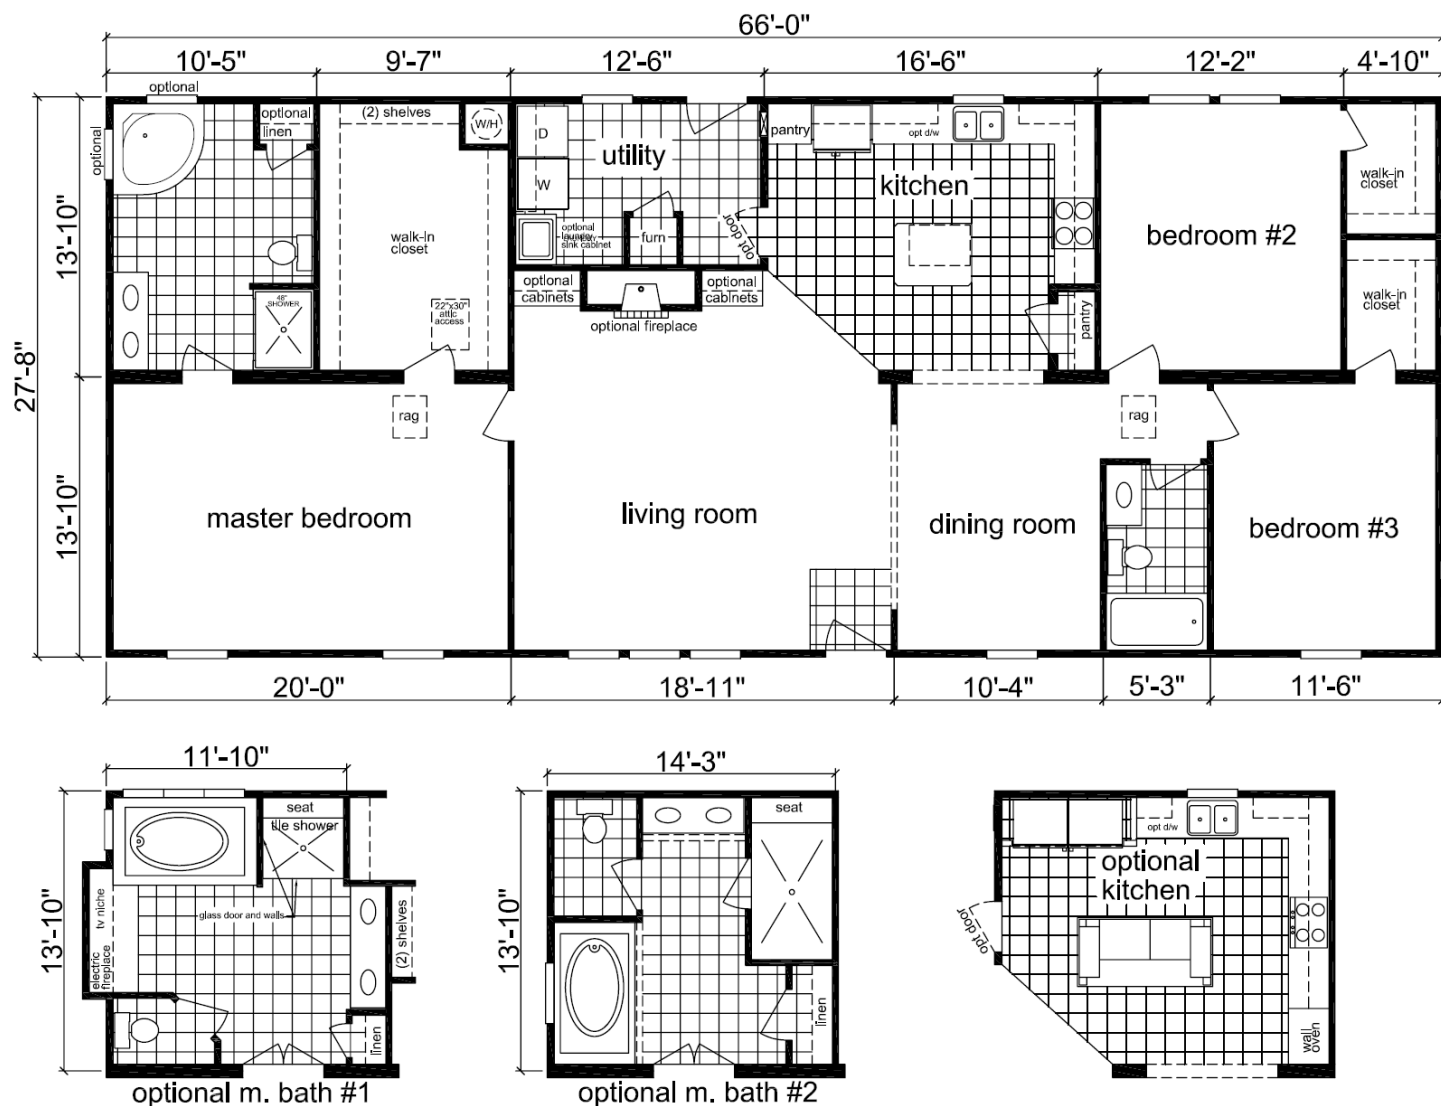 66'-0"
10'-5"
9'-7"
12'-6"
16'-6"
12'-2"
4'-10"
optional
optional
optional
linen
(2) shelves
W/H
D
W
utility
pantry
opt d/w
kitchen
walk-in
closet
walk-in
closet
bedroom #2
optional
laundry
sink cabinet
furn
opt door
walk-in
closet
13'-10"
27'-8"
48"
SHOWER
22"x30"
attic
access
optional
cabinets
optional
cabinets
optional fireplace
pantry
rag
rag
13'-10"
master bedroom
living room
dining room
bedroom #3
20'-0"
18'-11"
10'-4"
5'-3"
11'-6"
11'-10"
13'-10"
seat
tile shower
glass door and walls
tv niche
electric
fireplace
(2) shelves
linen
optional m. bath #1
14'-3"
13'-10"
seat
linen
optional m. bath #2
opt d/w
optional
kitchen
opt door
wall
oven